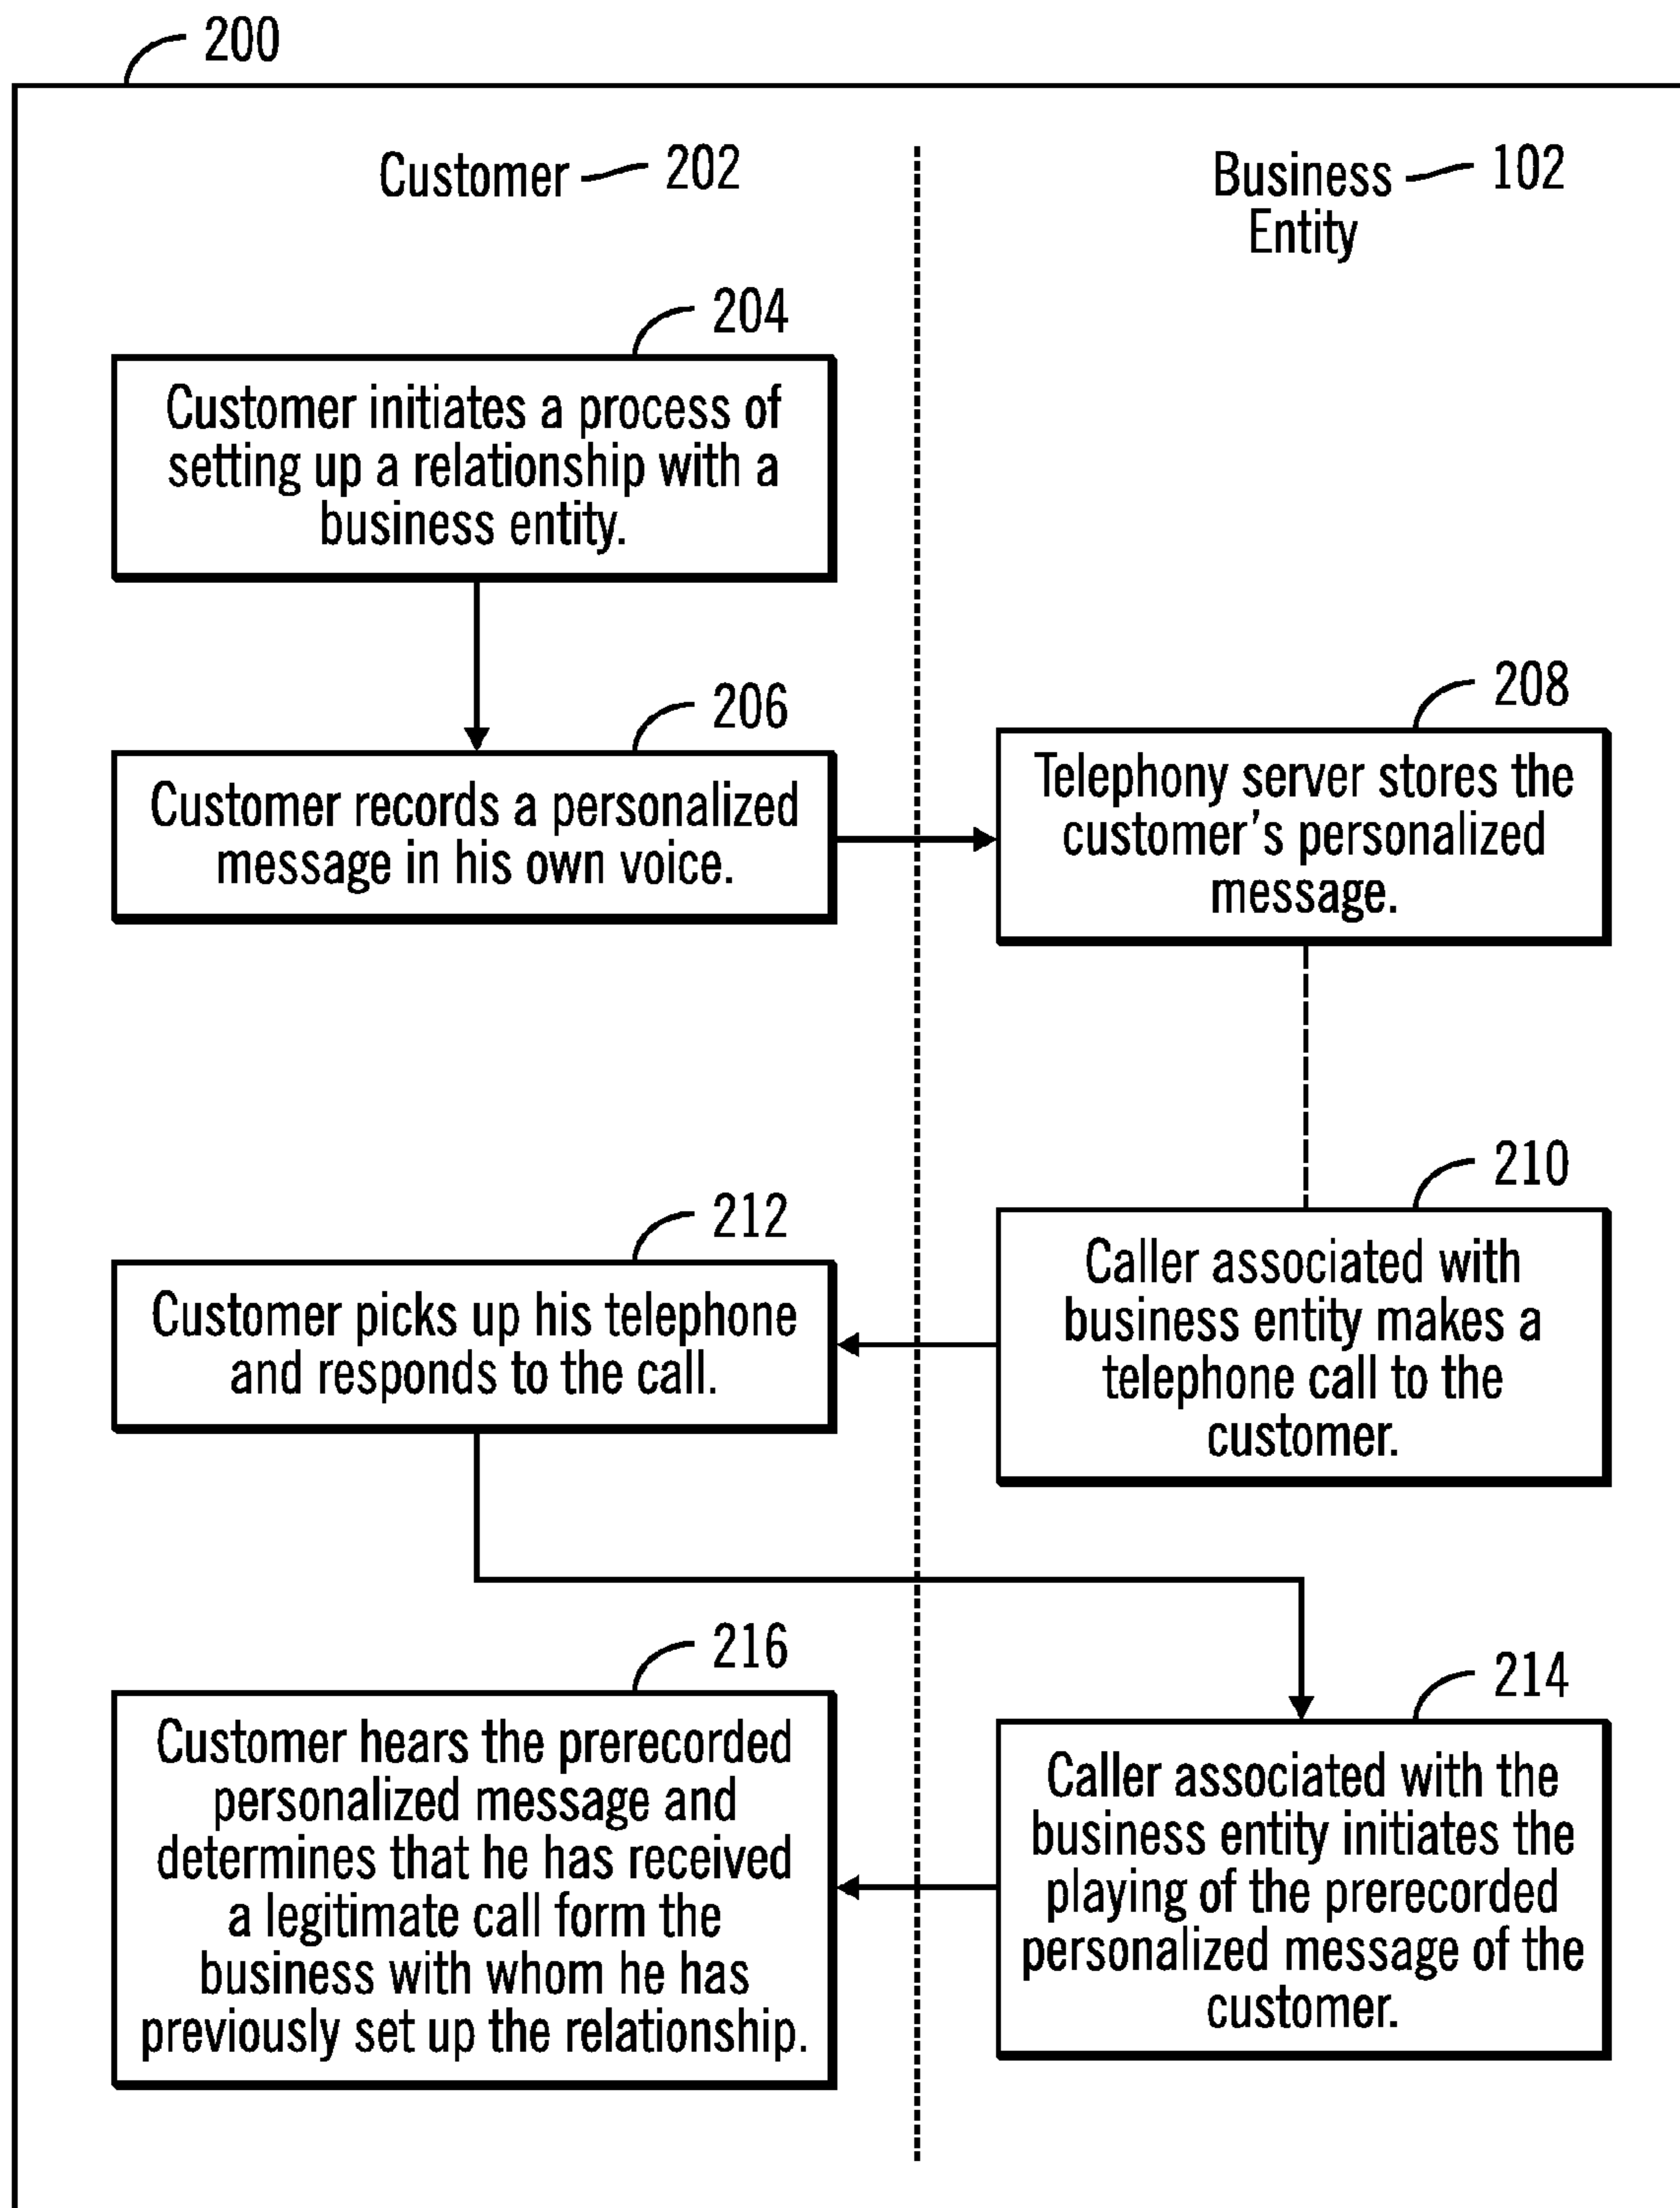 200
Customer 202
Business 102
Entity
204
Customer initiates a process of
setting up a relationship with a
business entity.
206
Customer records a personalized
message in his own voice.
208
Telephony server stores the
customer's personalized
message.
210
Caller associated with
business entity makes a
telephone call to the
customer.
212
Customer picks up his telephone
and responds to the call.
214
Caller associated with the
business entity initiates the
playing of the prerecorded
personalized message of the
customer.
216
Customer hears the prerecorded
personalized message and
determines that he has received
a legitimate call form the
business with whom he has
previously set up the relationship.